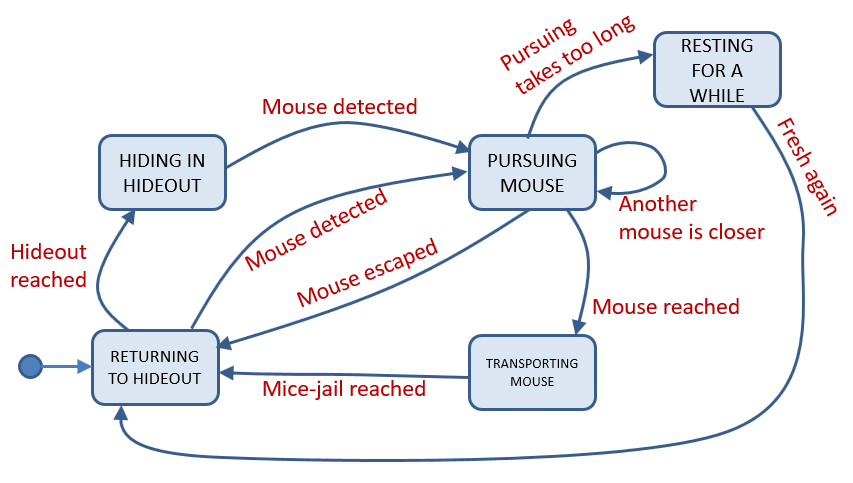 Pursuing
takes too long
RESTING
FOR A
WHILE
Mouse detected
Fresh again
HIDING IN
HIDEOUT
PURSUING
MOUSE
Another
mouse is closer
Mouse detected
Mouse escaped
Hideout
reached
Mouse reached
RETURNING
TO HIDEOUT
TRANSPORTING
MOUSE
Mice-jail reached